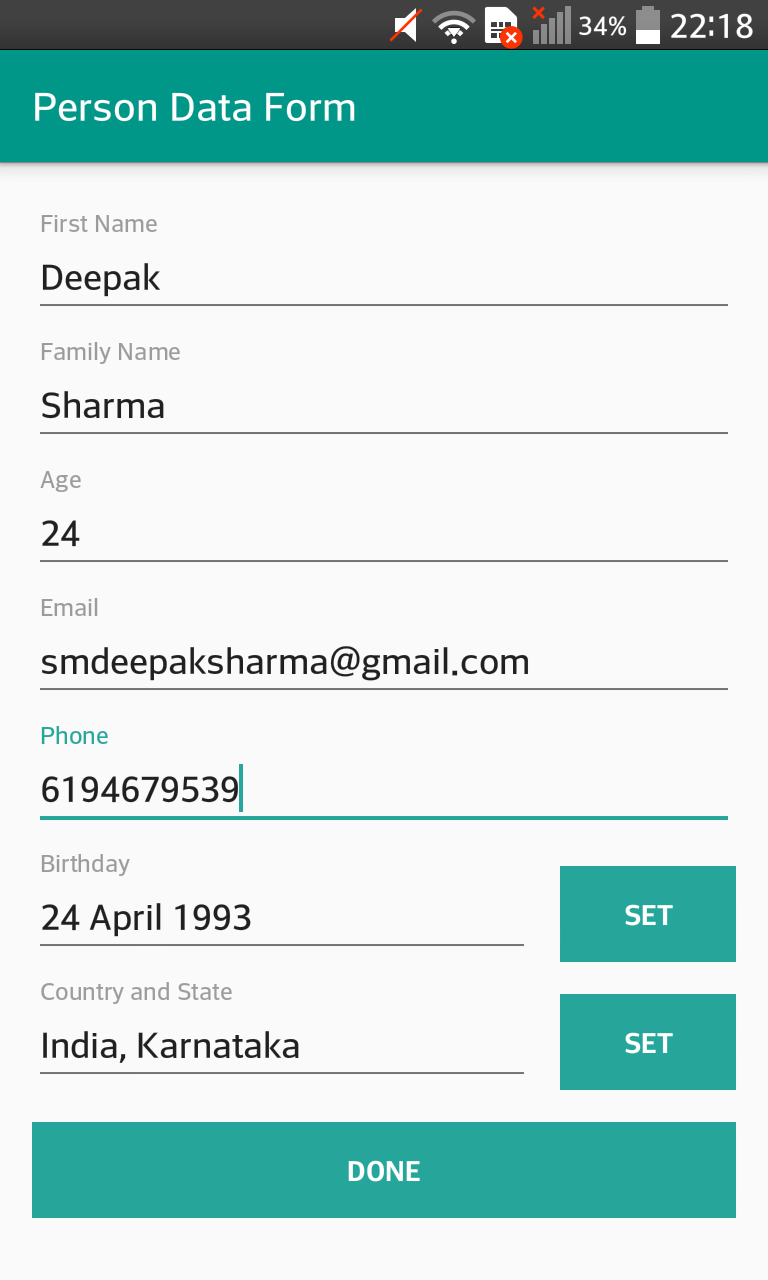 34% 22:18
Person Data Form
First Name
Deepak
Family Name
Sharma
Age
24
Email
smdeepaksharma@gmail.com
Phone
6194679539
Birthday
24 April 1993
SET
Country and State
India, Karnataka
SET
DONE